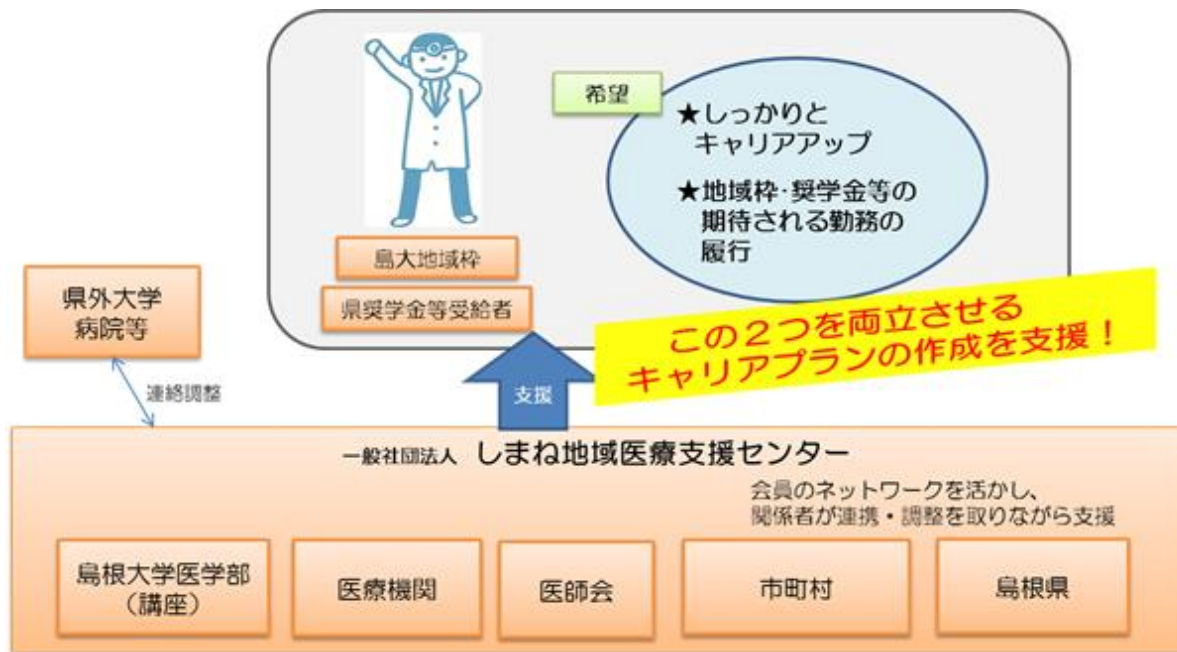 希望
★しっかりと
キャリアアップ
★地域枠・奨学金等の
期待される勤務の
履行
島大地域枠
県奨学金等受給者
県外大学
病院等
連絡調整
この２つを両立させる
キャリアプランの作成を支援！
支援
一般社団法人 しまね地域医療支援センター
会員のネットワークを活かし、
関係者が連携・調整を取りながら支援
島根大学医学部
（講座）
医療機関
医師会
市町村
島根県